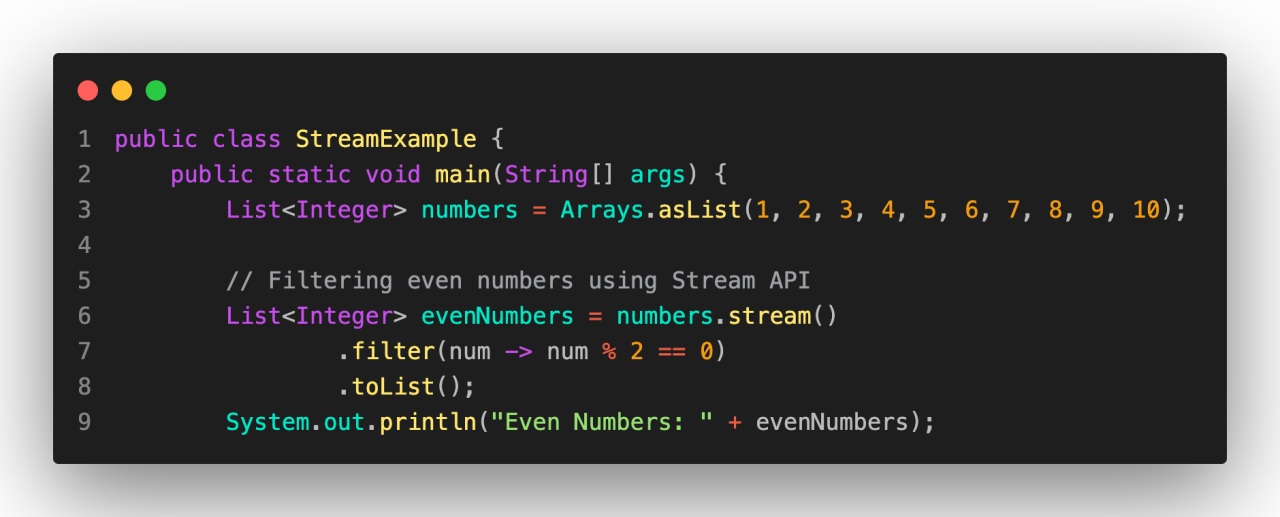 1 public class StreamExample {
2     public static void main(String[] args) {
3         List<Integer> numbers = Arrays.asList(1, 2, 3, 4, 5, 6, 7, 8, 9, 10);
4
5         // Filtering even numbers using Stream API
6         List<Integer> evenNumbers = numbers.stream()
7                 .filter(num -> num % 2 == 0)
8                 .toList();
9         System.out.println("Even Numbers: " + evenNumbers);